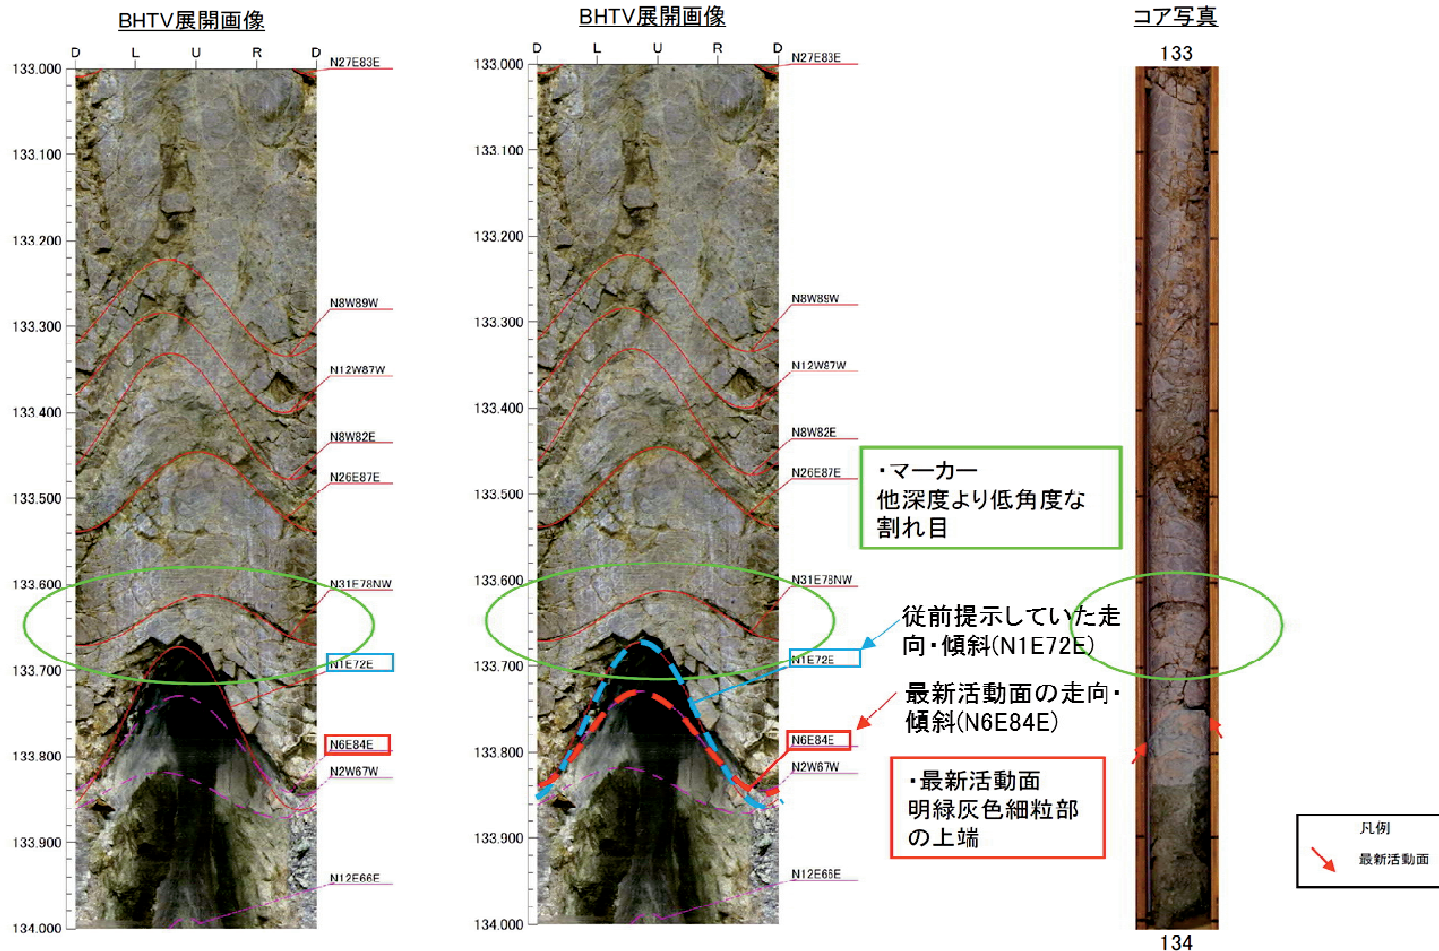 BHTV展開画像
D L U R D
133.000
133.100
133.200
133.300
133.400
133.500
133.600
133.700
133.800
133.900
134.000
N27E83E
N8W89W
N12W87W
N8W82E
N26E87E
N31E78NW
N1E72E
N6E84E
N2W67W
N12E66E
BHTV展開画像
D L U R D
133.000
133.100
133.200
133.300
133.400
133.500
133.600
133.700
133.800
133.900
134.000
N27E83E
N8W89W
N12W87W
N8W82E
N26E87E
N31E78NW
N1E72E
N6E84E
N2W67W
N12E66E
・マーカー
他深度より低角度な
割れ目
従前提示していた走
向・傾斜(N1E72E)
最新活動面の走向・
傾斜(N6E84E)
・最新活動面
明緑灰色細粒部
の上端
コア写真
133
134
凡例
最新活動面